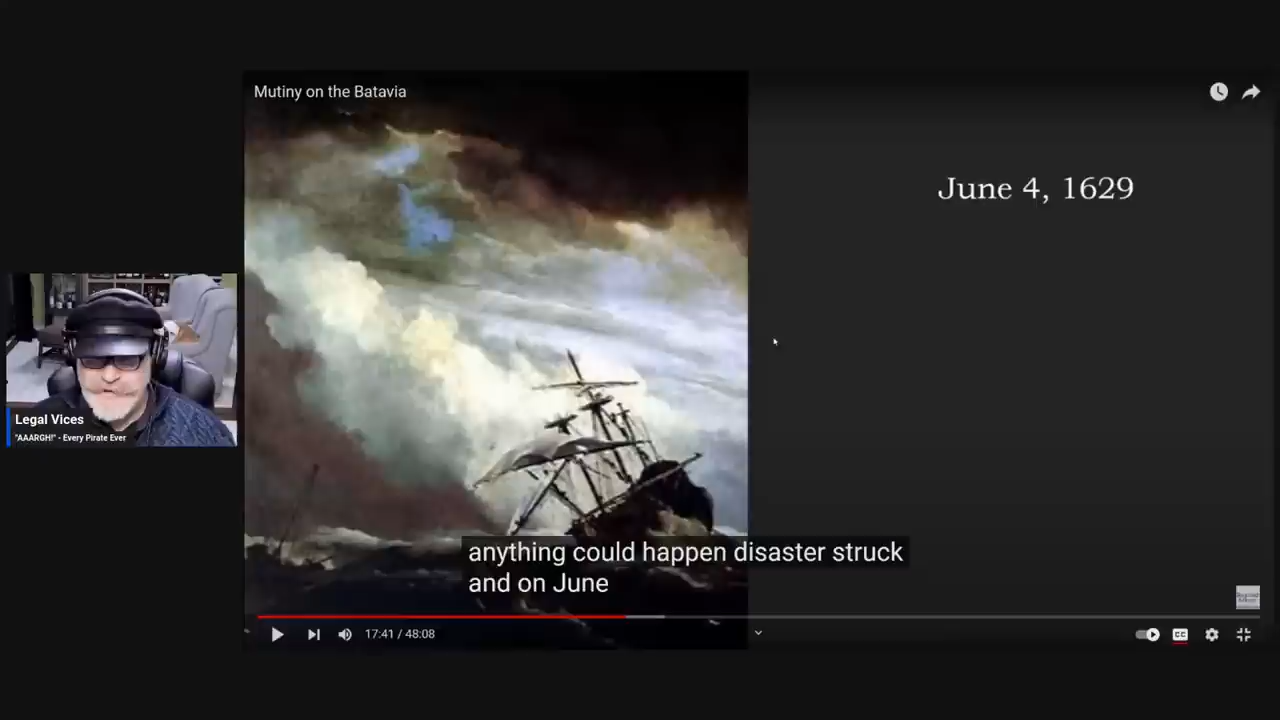 Mutiny on the Batavia
June 4, 1629
Legal Vices
"AAARGH!" - Every Pirate Ever
anything could happen disaster struck
and on June
17:41 / 48:08
CC